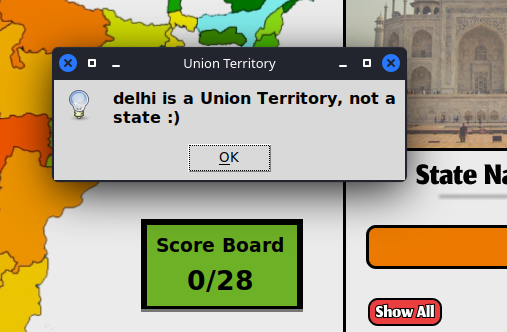 Union Territory
delhi is a Union Territory, not a
state :)
OK
Score Board
0/28
State Na
Show All